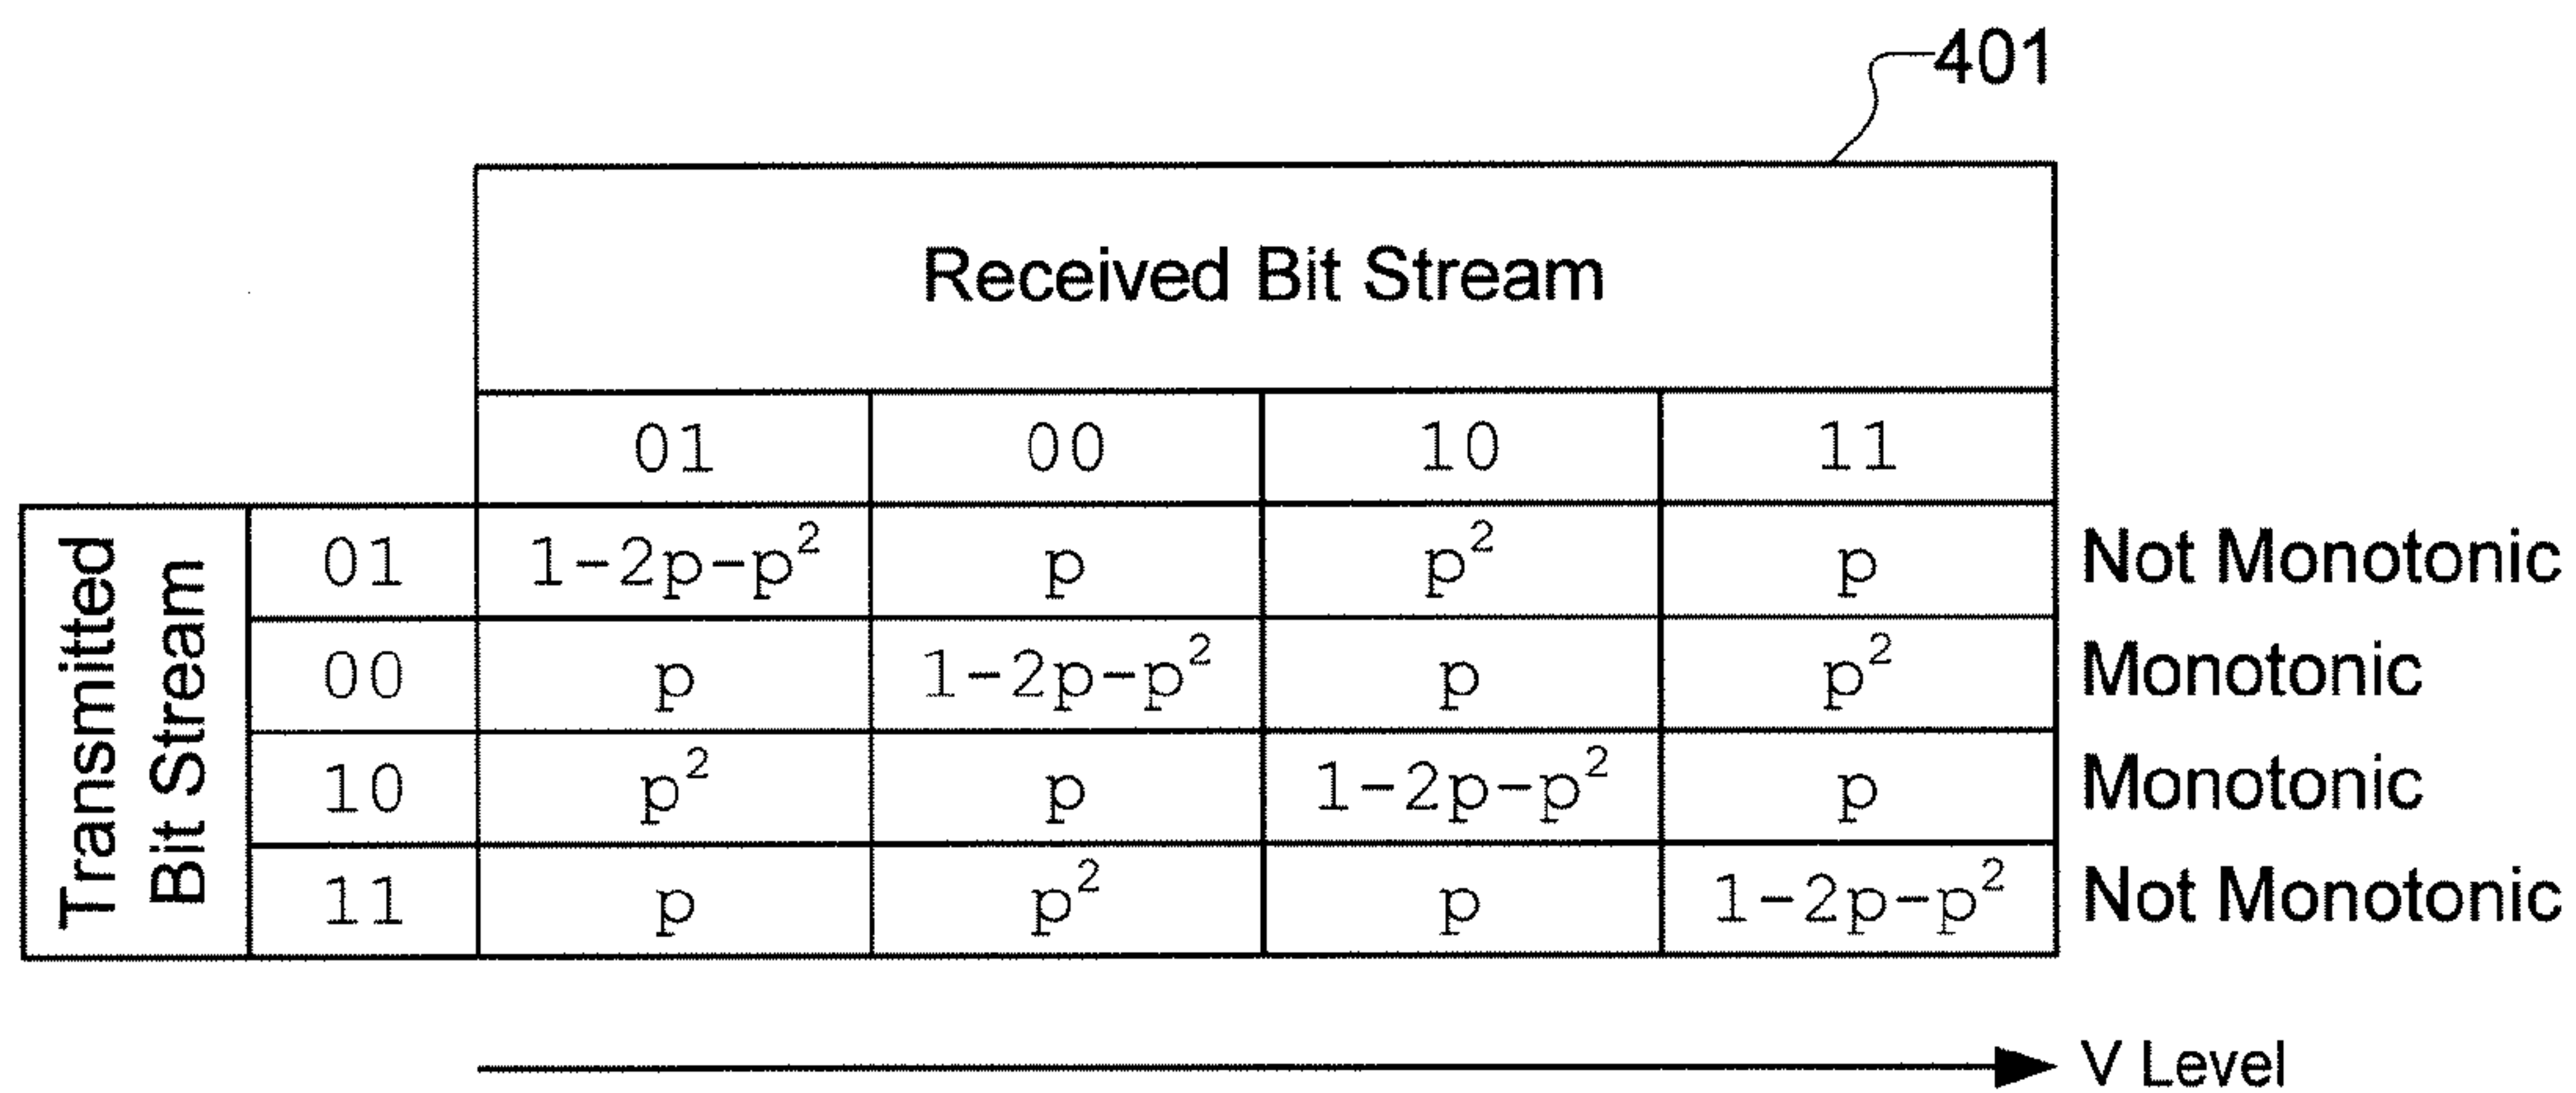 401
Received Bit Stream
01 00 10 11
Transmitted
Bit Stream
01 1-2p-p² p p² p Not Monotonic
00 p 1-2p-p² p p² Monotonic
10 p² p 1-2p-p² p Monotonic
11 p p² p 1-2p-p² Not Monotonic
V Level